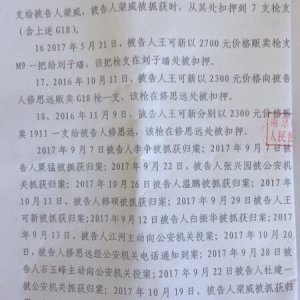 支给被告人梁威,被告人梁威被抓获时,从其处扣押到 7 支枪支
(含上述 G18)。
16 2017 年 5 月 21 日,被告人王可新以 2700 元价格贩卖枪支
M9 一把给刘子璠,该把枪支在刘子璠处被扣押。
17、2016 年 10 月 11 日,被告人王可新以 2300 元价格向被告
人修思远贩卖 G18 枪一支,该枪在修思远处被扣押。
18、2016 年 11 月 9 日,被告人王可新分别以 2300 元价格贩
卖 1911 一支给被告人修思远,该枪在修思远处被扣押。
2017 年 9 月 7 日被告人李争被抓获归案;2017 年 9 月 日被
告人栗猛被抓获归案;2017 年 9 月 22 日,被告人张兴国被公安机
关抓获归案;2017 年 10 月 26 日被告人温鹏被抓获归案;2017 年
11 月 日,被告人韩颐被抓获归案;2017 年 9 月 29 日被告人王
可新被抓获归案;2017 年 9 月 12 日被告人白振华被抓获归案;2017
年 9 月 13 日,被告人江河主动向公安机关投案;2017 年 10 月 20
日,被告人修思远经公安机关电话通知到案;2017 年 9 月 28 日被
告人石玉峰主动向公安机关投案;2017 年 9 月 22 日被告人杜建一
被公安机关抓获归案;2017 年 10 月 19 日,被告人梁威被抓获归